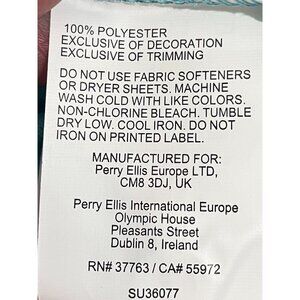 100% POLYESTER
EXCLUSIVE OF DECORATION
EXCLUSIVE OF TRIMMING
DO NOT USE FABRIC SOFTENERS
OR DRYER SHEETS. MACHINE
WASH COLD WITH LIKE COLORS.
NON-CHLORINE BLEACH. TUMBLE
DRY LOW. COOL IRON. DO NOT
IRON ON PRINTED LABEL.
MANUFACTURED FOR:
Perry Ellis Europe LTD,
CM8 3DJ, UK
Perry Ellis International Europe
Olympic House
Pleasants Street
Dublin 8, Ireland
RN# 37763 / CA# 55972
SU36077